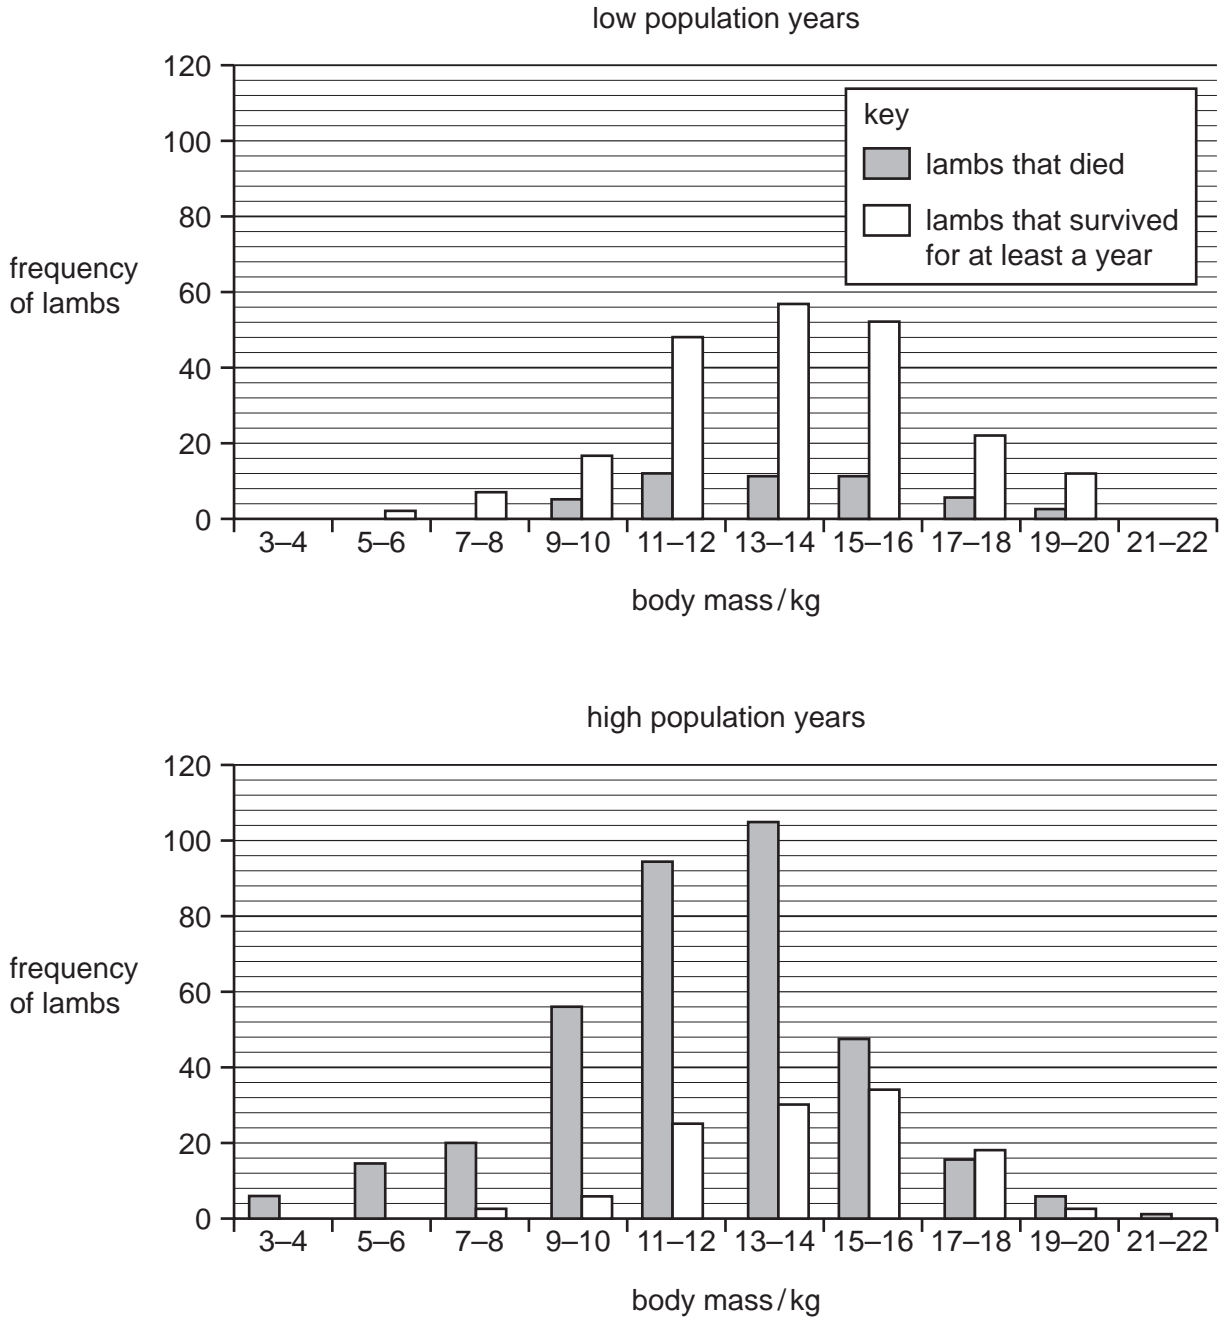 low population years
120
100
80
60
40
20
0
frequency
of lambs
key
lambs that died
lambs that survived
for at least a year
3–4 5–6 7–8 9–10 11–12 13–14 15–16 17–18 19–20 21–22
body mass / kg
high population years
120
100
80
60
40
20
0
frequency
of lambs
3–4 5–6 7–8 9–10 11–12 13–14 15–16 17–18 19–20 21–22
body mass / kg